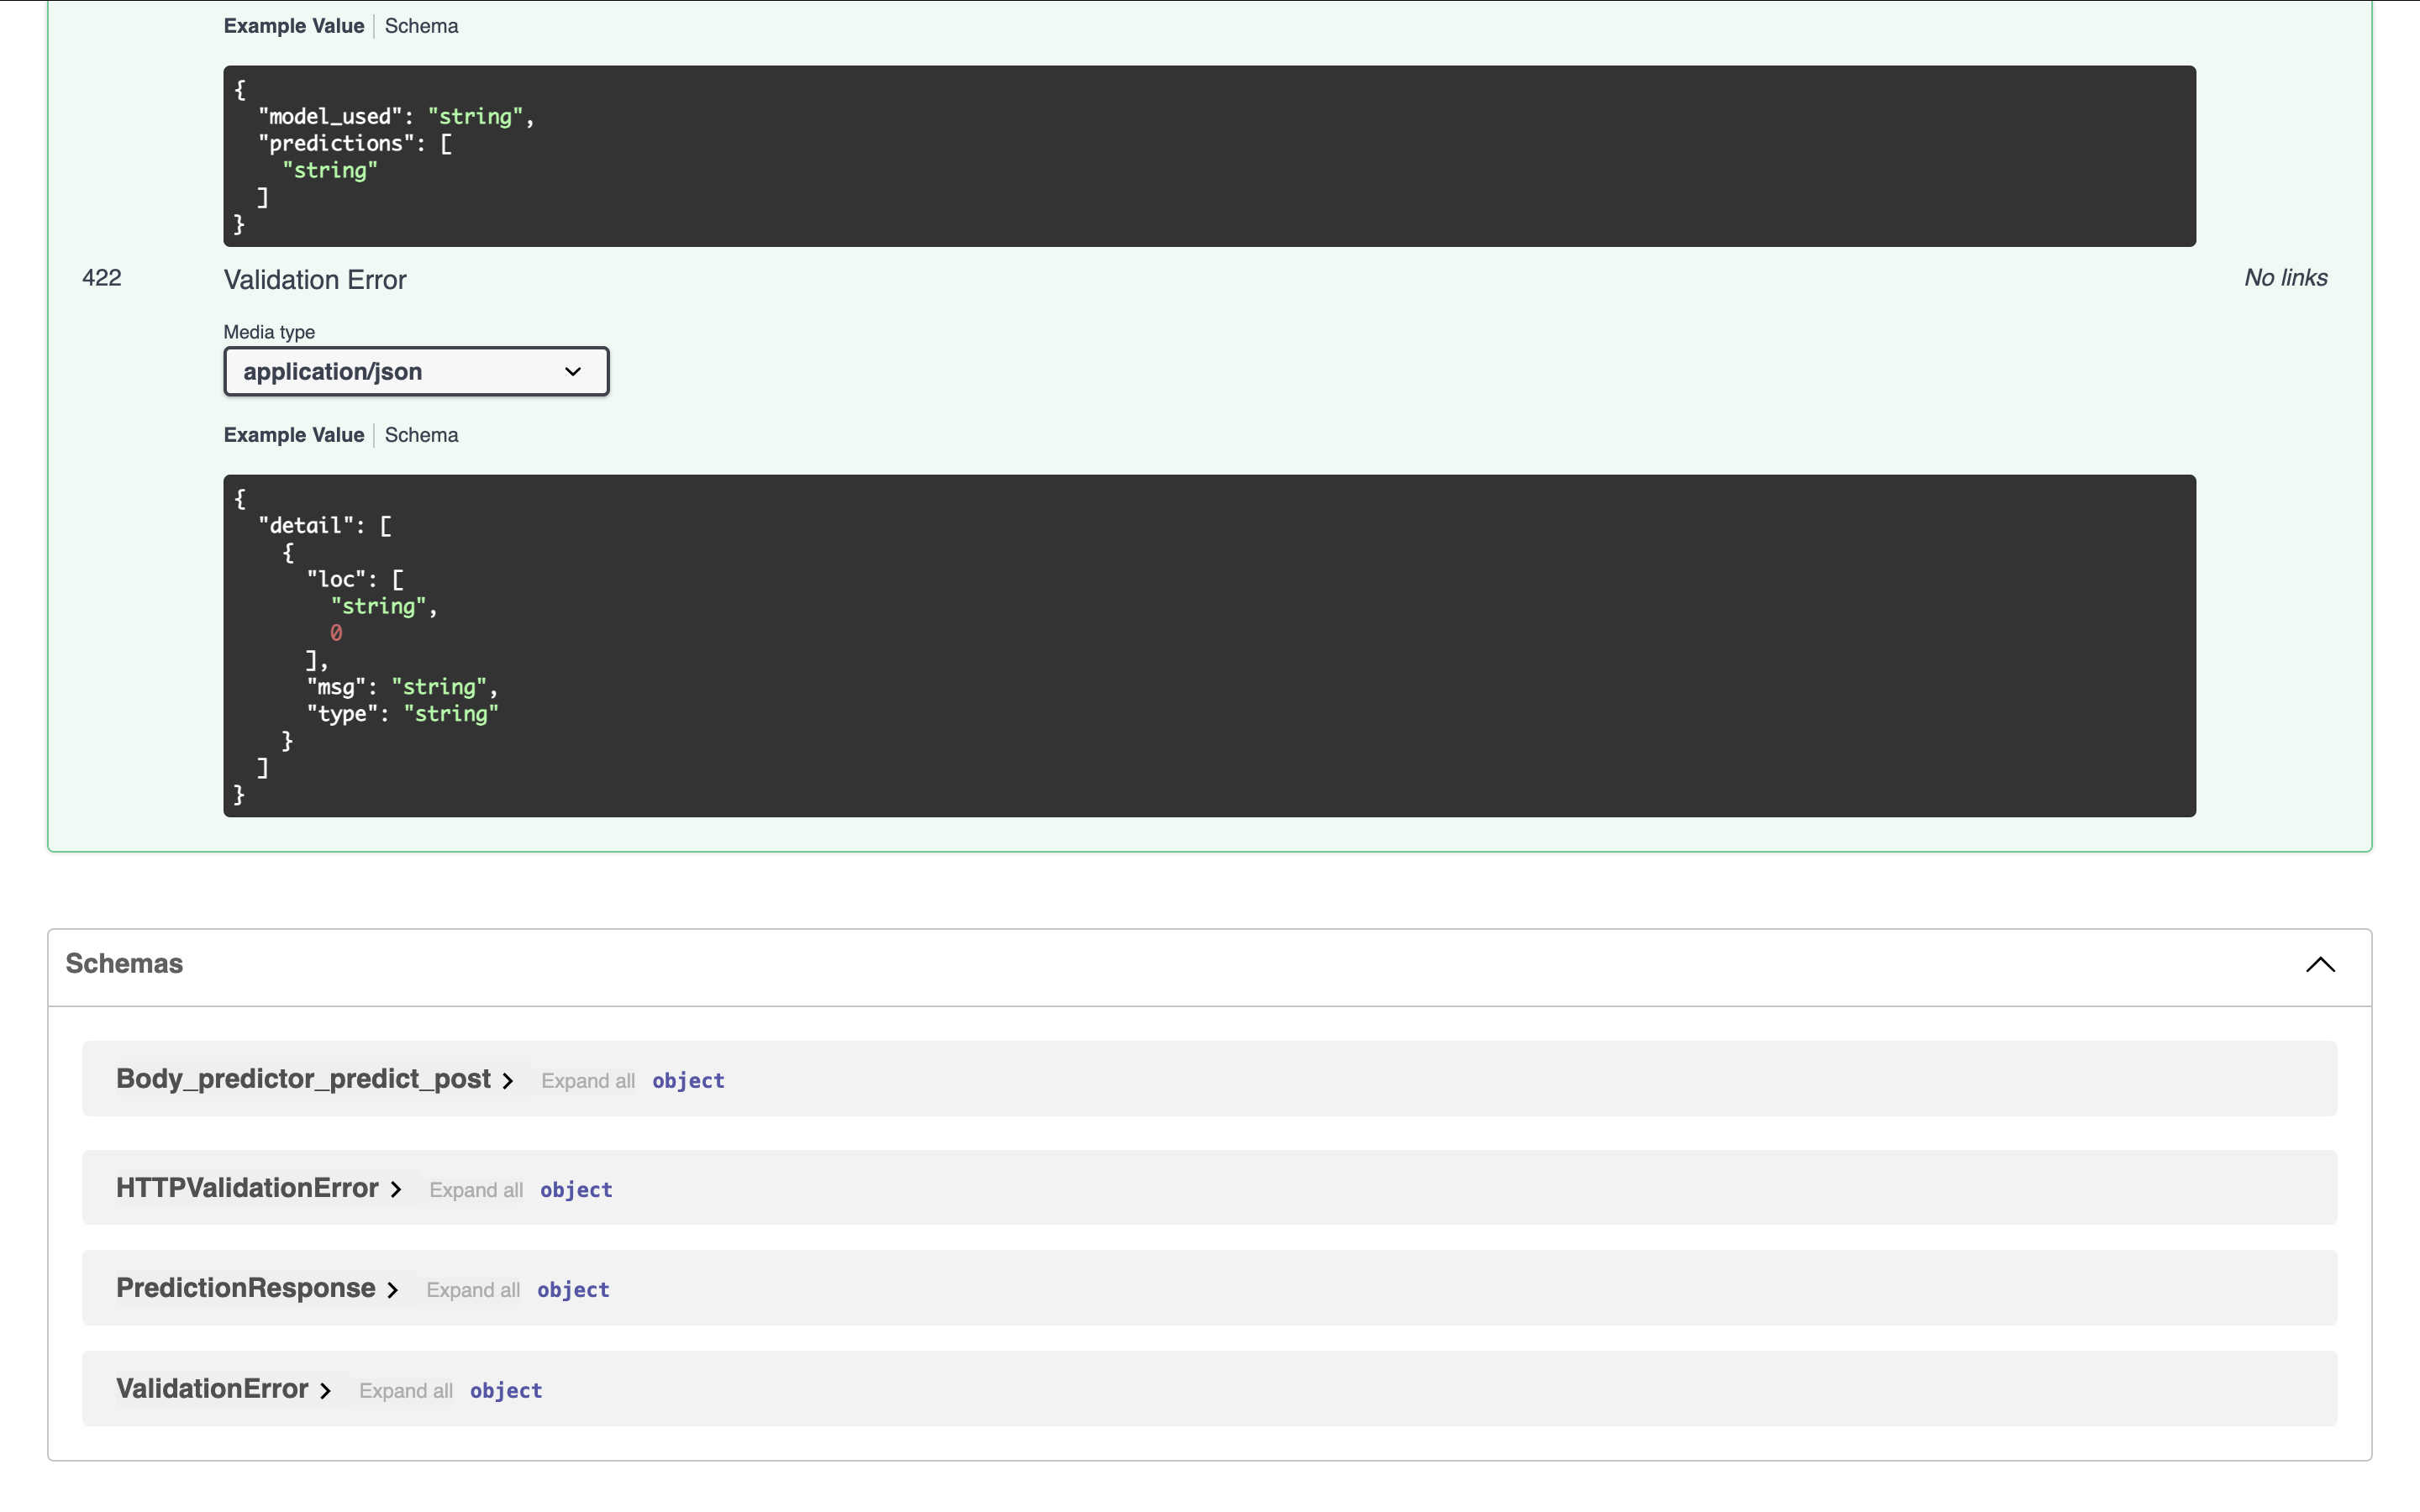 Example Value Schema
{
  "model_used": "string",
  "predictions": [
    "string"
  ]
}
422 Validation Error No links
Media type
application/json
Example Value Schema
{
  "detail": [
    {
      "loc": [
        "string",
        0
      ],
      "msg": "string",
      "type": "string"
    }
  ]
}
Schemas
Body_predictor_predict_post Expand all object
HTTPValidationError Expand all object
PredictionResponse Expand all object
ValidationError Expand all object